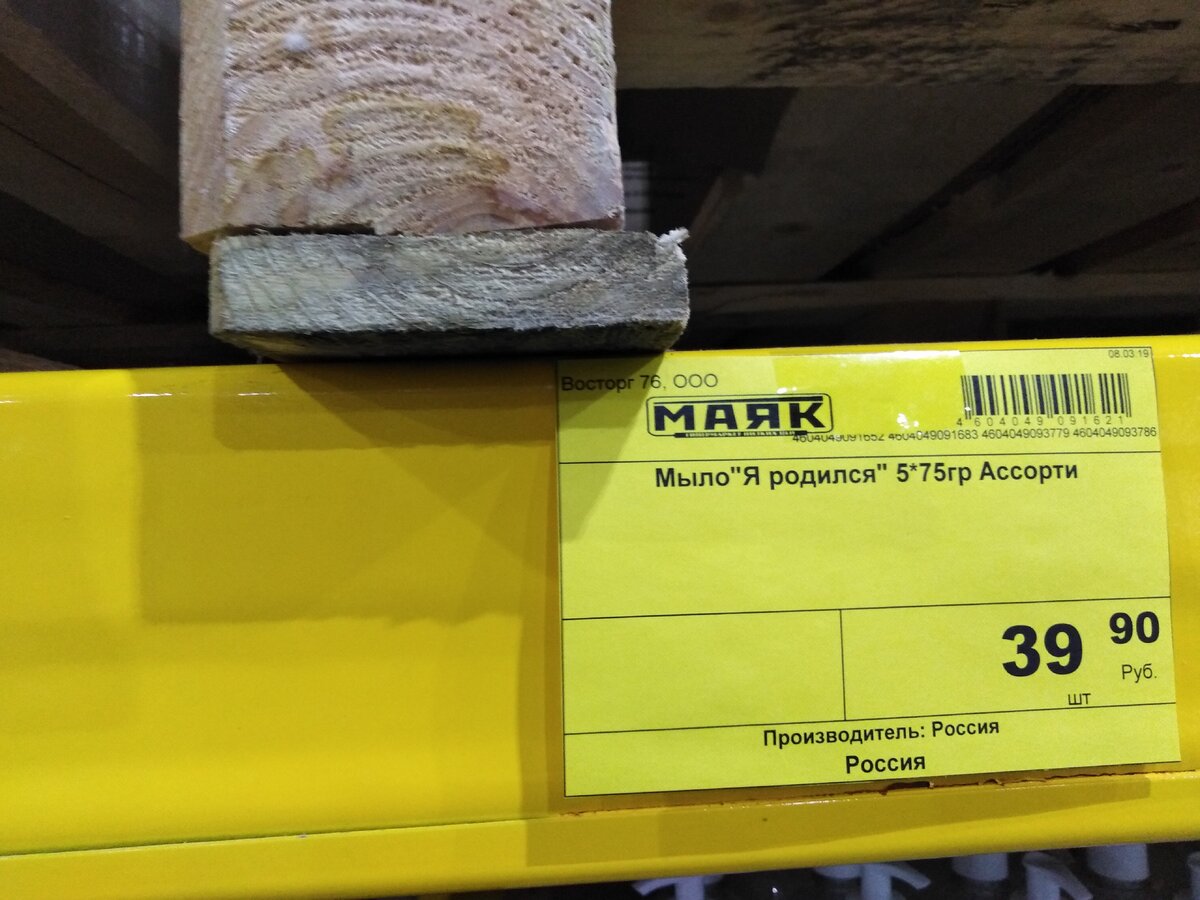 08.03.19
Восторг 76, ООО
МАЯК
4 604049 091621
4604049091652 4604049091683 4604049093779 4604049093786
Мыло"Я родился" 5*75гр Ассорти
39 90
Руб.
шт
Производитель: Россия
Россия